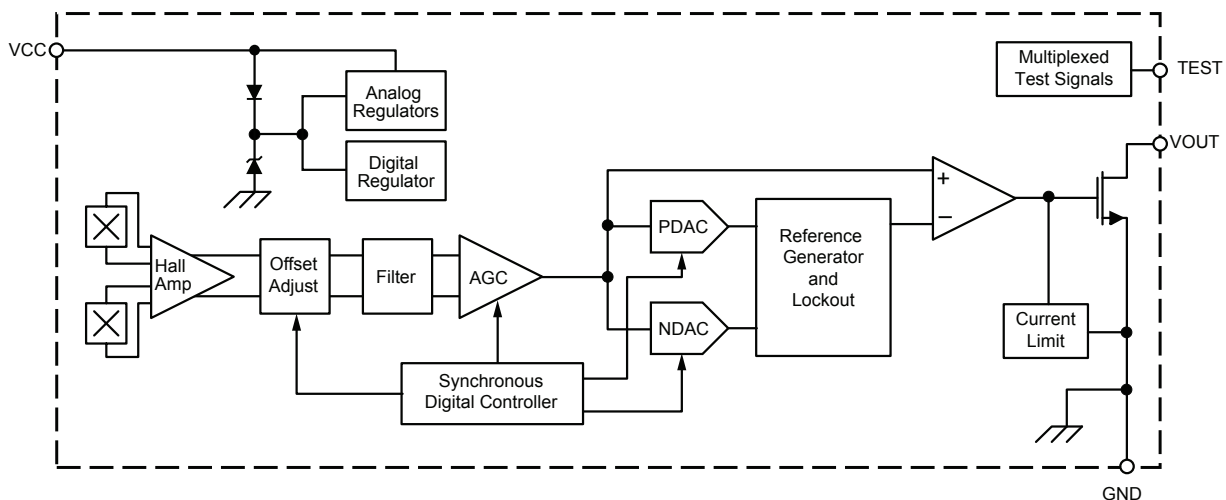 VCC
Analog
Regulators
Digital
Regulator
Multiplexed
Test Signals
TEST
VOUT
Hall
Amp
Offset
Adjust
Filter
AGC
PDAC
NDAC
Reference
Generator
and
Lockout
+
−
Current
Limit
Synchronous
Digital Controller
GND